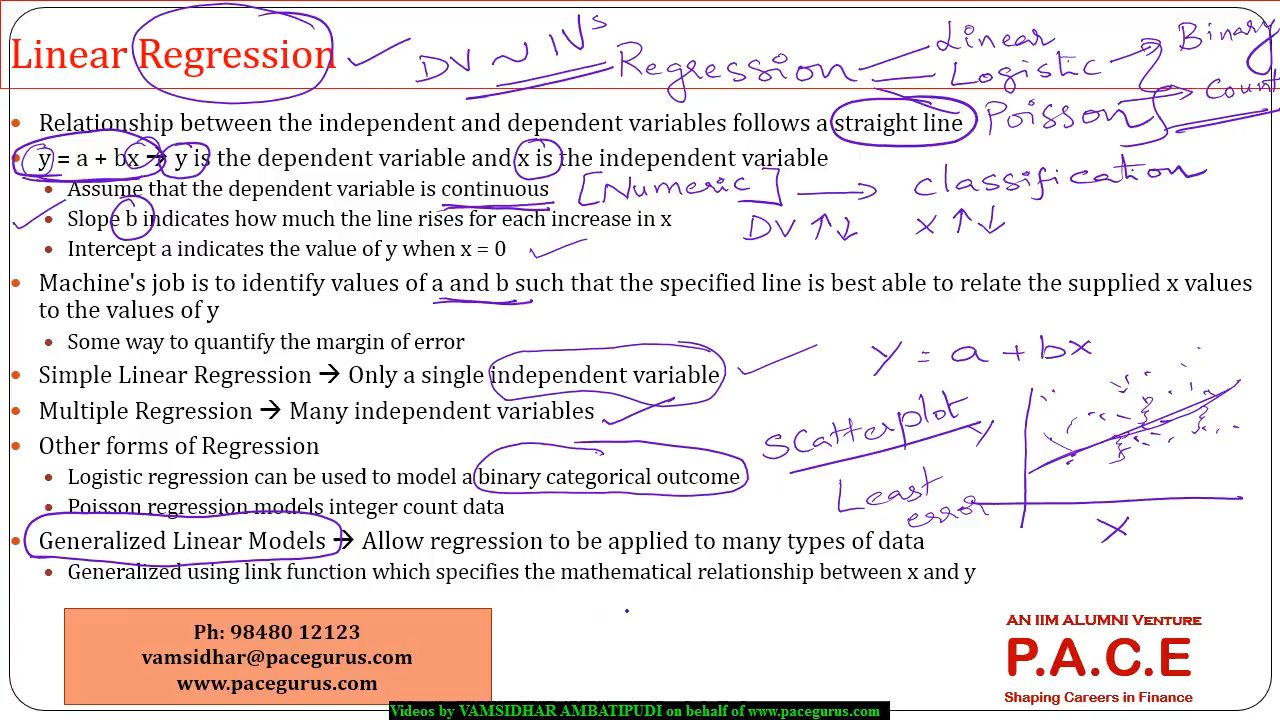 Linear Regression
DV ~ IVs
Regression
Linear
Logistic
Poisson
Binary
Count
• Relationship between the independent and dependent variables follows a straight line
• y = a + bx → y is the dependent variable and x is the independent variable
• Assume that the dependent variable is continuous
[Numeric] → classification
• Slope b indicates how much the line rises for each increase in x
DV ↑↓ X ↑↓
• Intercept a indicates the value of y when x = 0
• Machine's job is to identify values of a and b such that the specified line is best able to relate the supplied x values
to the values of y
• Some way to quantify the margin of error
Y = a + bx
• Simple Linear Regression → Only a single independent variable
• Multiple Regression → Many independent variables
Scatterplot
Y
X
• Other forms of Regression
• Logistic regression can be used to model a binary categorical outcome
Least
error
• Poisson regression models integer count data
• Generalized Linear Models → Allow regression to be applied to many types of data
• Generalized using link function which specifies the mathematical relationship between x and y
Ph: 98480 12123
vamsidhar@pacegurus.com
www.pacegurus.com
AN IIM ALUMNI VENTURE
P.A.C.E
Shaping Careers in Finance
Videos by VAMSIDHAR AMBATIPUDI on behalf of www.pacegurus.com